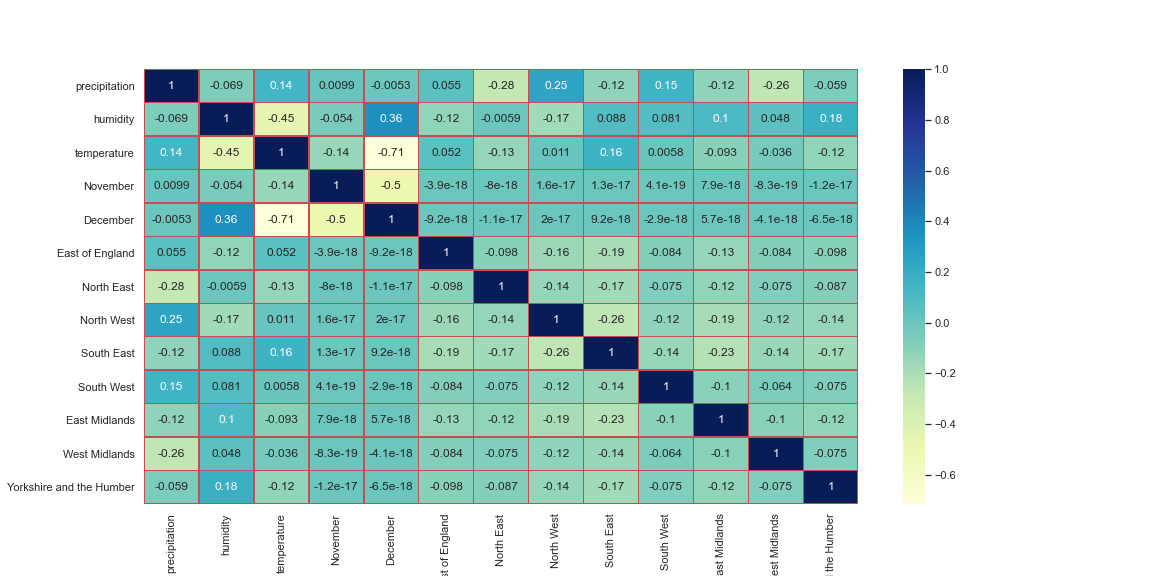 precipitation 1 -0.069 0.14 0.0099 -0.0053 0.055 -0.28 0.25 -0.12 0.15 -0.12 -0.26 -0.059
humidity -0.069 1 -0.45 -0.054 0.36 -0.12 -0.0059 -0.17 0.088 0.081 0.1 0.048 0.18
temperature 0.14 -0.45 1 -0.14 -0.71 0.052 -0.13 0.011 0.16 0.0058 -0.093 -0.036 -0.12
November 0.0099 -0.054 -0.14 1 -0.5 -3.9e-18 -8e-18 1.6e-17 1.3e-17 4.1e-19 7.9e-18 -8.3e-19 -1.2e-17
December -0.0053 0.36 -0.71 -0.5 1 -9.2e-18 -1.1e-17 2e-17 9.2e-18 -2.9e-18 5.7e-18 -4.1e-18 -6.5e-18
East of England 0.055 -0.12 0.052 -3.9e-18 -9.2e-18 1 -0.098 -0.16 -0.19 -0.084 -0.13 -0.084 -0.098
North East -0.28 -0.0059 -0.13 -8e-18 -1.1e-17 -0.098 1 -0.14 -0.17 -0.075 -0.12 -0.075 -0.087
North West 0.25 -0.17 0.011 1.6e-17 2e-17 -0.16 -0.14 1 -0.26 -0.12 -0.19 -0.12 -0.14
South East -0.12 0.088 0.16 1.3e-17 9.2e-18 -0.19 -0.17 -0.26 1 -0.14 -0.23 -0.14 -0.17
South West 0.15 0.081 0.0058 4.1e-19 -2.9e-18 -0.084 -0.075 -0.12 -0.14 1 -0.1 -0.064 -0.075
East Midlands -0.12 0.1 -0.093 7.9e-18 5.7e-18 -0.13 -0.12 -0.19 -0.23 -0.1 1 -0.1 -0.12
West Midlands -0.26 0.048 -0.036 -8.3e-19 -4.1e-18 -0.084 -0.075 -0.12 -0.14 -0.064 -0.1 1 -0.075
Yorkshire and the Humber -0.059 0.18 -0.12 -1.2e-17 -6.5e-18 -0.098 -0.087 -0.14 -0.17 -0.075 -0.12 -0.075 1
precipitation
humidity
temperature
November
December
st of England
North East
North West
South East
South West
ast Midlands
est Midlands
the Humber
1.0
0.8
0.6
0.4
0.2
0.0
−0.2
−0.4
−0.6